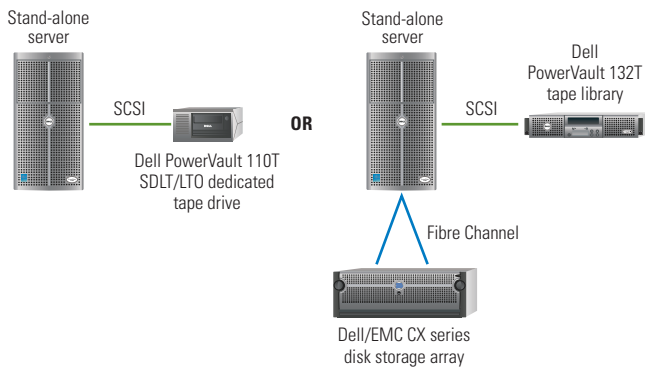 Stand-alone
server
SCSI
Dell PowerVault 110T
SDLT/LTO dedicated
tape drive
OR
Stand-alone
server
SCSI
Dell
PowerVault 132T
tape library
Fibre Channel
Dell/EMC CX series
disk storage array